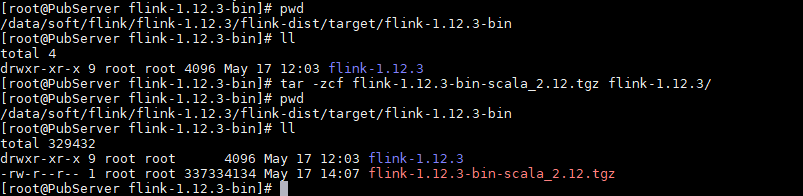 [root@PubServer flink-1.12.3-bin]# pwd
/data/soft/flink/flink-1.12.3/flink-dist/target/flink-1.12.3-bin
[root@PubServer flink-1.12.3-bin]# ll
total 4
drwxr-xr-x 9 root root 4096 May 17 12:03 flink-1.12.3
[root@PubServer flink-1.12.3-bin]# tar -zcf flink-1.12.3-bin-scala_2.12.tgz flink-1.12.3/
[root@PubServer flink-1.12.3-bin]# pwd
/data/soft/flink/flink-1.12.3/flink-dist/target/flink-1.12.3-bin
[root@PubServer flink-1.12.3-bin]# ll
total 329432
drwxr-xr-x 9 root root      4096 May 17 12:03 flink-1.12.3
-rw-r--r-- 1 root root 337334134 May 17 14:07 flink-1.12.3-bin-scala_2.12.tgz
[root@PubServer flink-1.12.3-bin]#